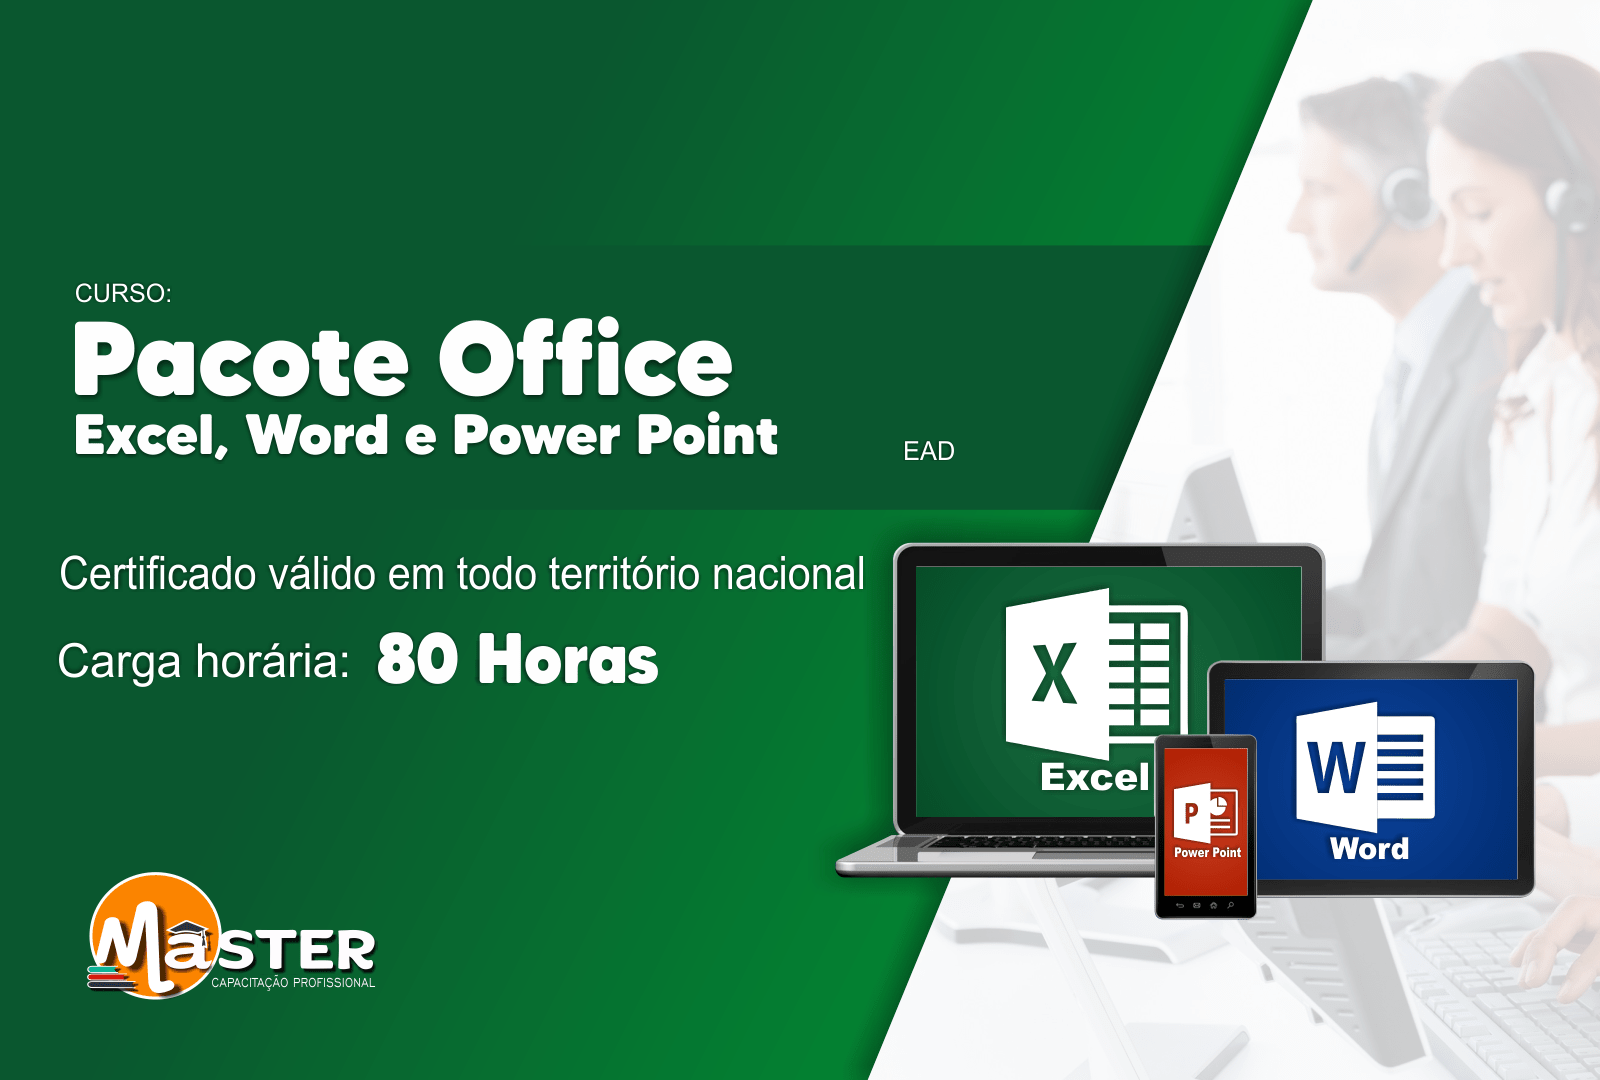 CURSO:
Pacote Office
Excel, Word e Power Point
EAD
Certificado válido em todo território nacional
Carga horária: 80 Horas
X
Excel
W
Word
P
Power Point
Master
CAPACITAÇÃO PROFISSIONAL